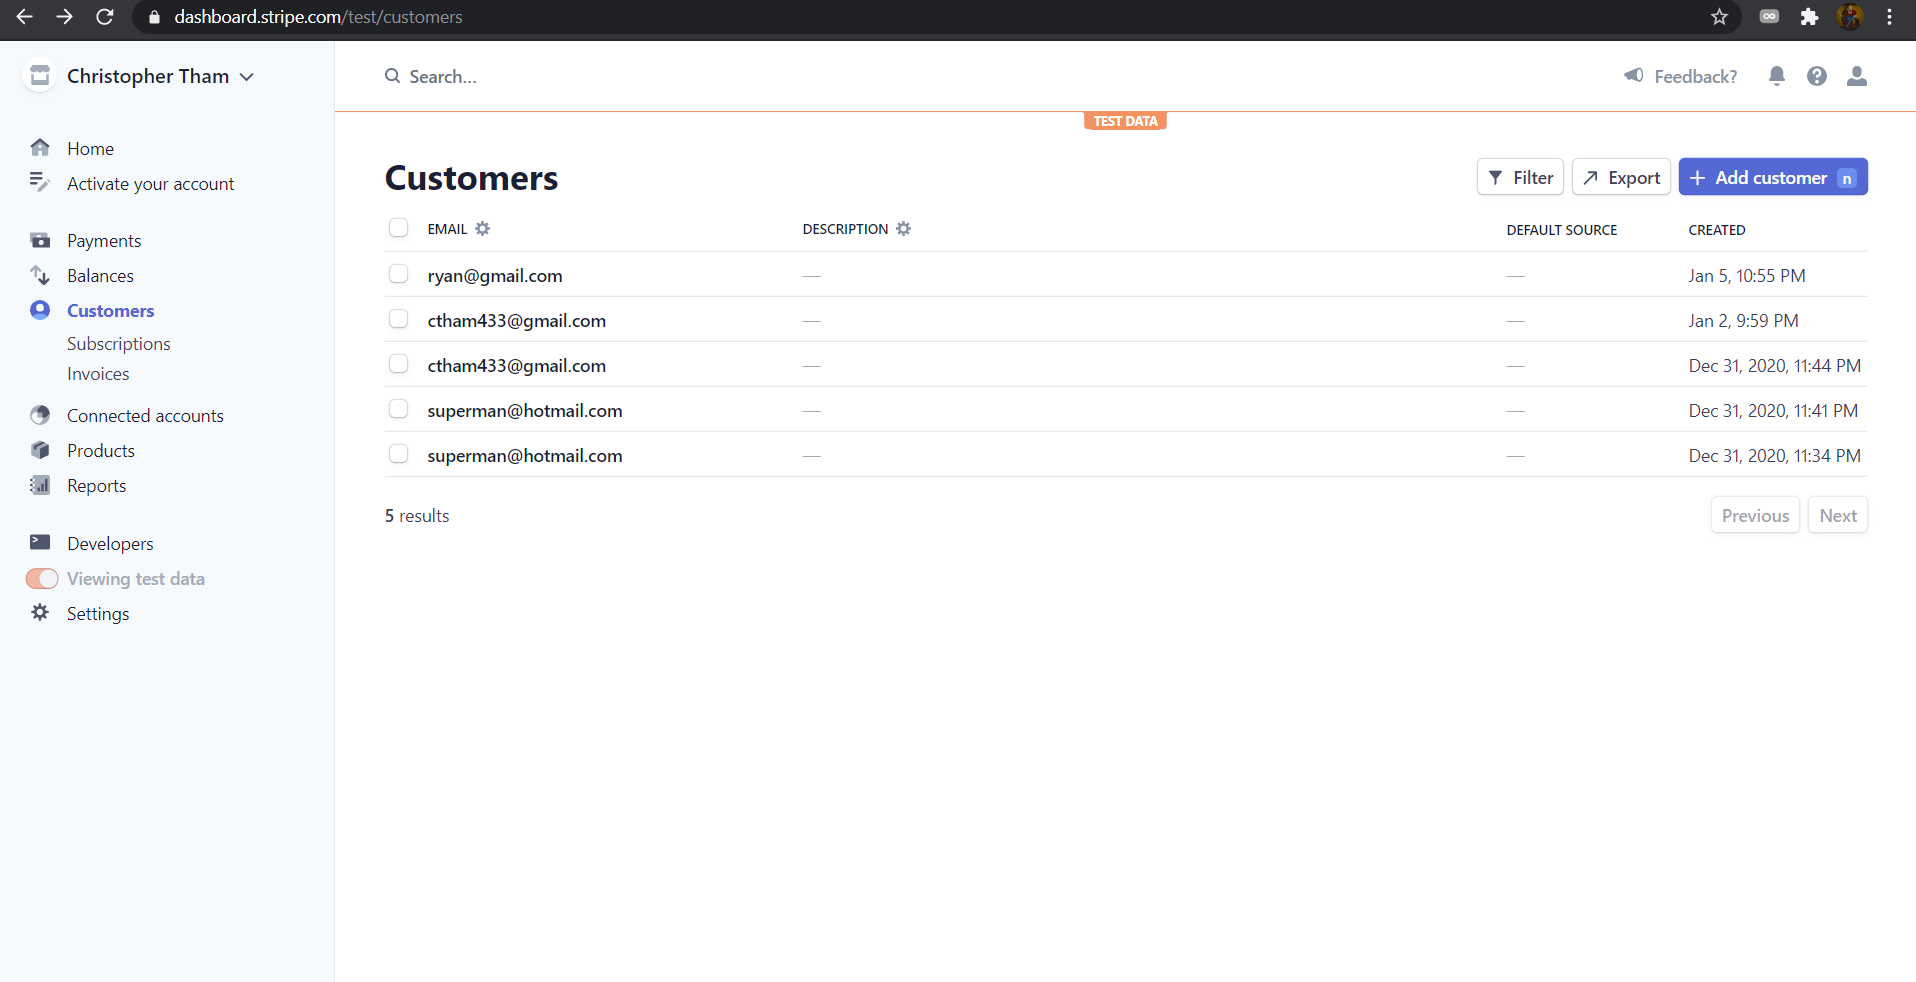 dashboard.stripe.com/test/customers
Christopher Tham
Search...
Feedback?
TEST DATA
Home
Activate your account
Payments
Balances
Customers
Subscriptions
Invoices
Connected accounts
Products
Reports
Developers
Viewing test data
Settings
Customers
Filter
Export
+ Add customer n
EMAIL DESCRIPTION DEFAULT SOURCE CREATED
ryan@gmail.com — — Jan 5, 10:55 PM
ctham433@gmail.com — — Jan 2, 9:59 PM
ctham433@gmail.com — — Dec 31, 2020, 11:44 PM
superman@hotmail.com — — Dec 31, 2020, 11:41 PM
superman@hotmail.com — — Dec 31, 2020, 11:34 PM
5 results
Previous
Next